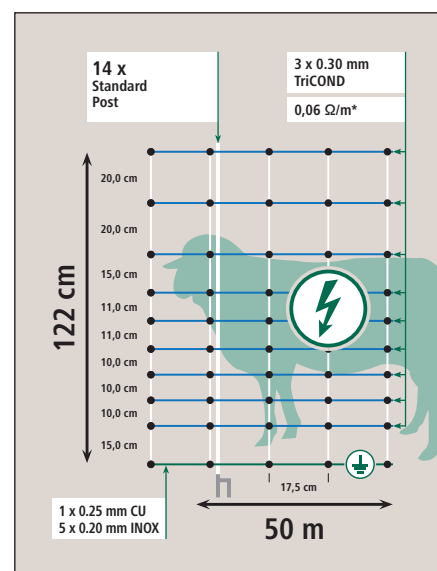 14 x
Standard
Post
3 x 0.30 mm
TriCOND
0,06 Ω/m*
20,0 cm
20,0 cm
15,0 cm
11,0 cm
11,0 cm
10,0 cm
10,0 cm
10,0 cm
15,0 cm
122 cm
17,5 cm
1 x 0.25 mm CU
5 x 0.20 mm INOX
50 m